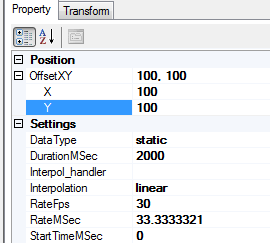 Property Transform
Position
OffsetXY 100, 100
X 100
Y 100
Settings
DataType static
DurationMSec 2000
Interpol_handler
Interpolation linear
RateFps 30
RateMSec 33.3333321
StartTimeMSec 0